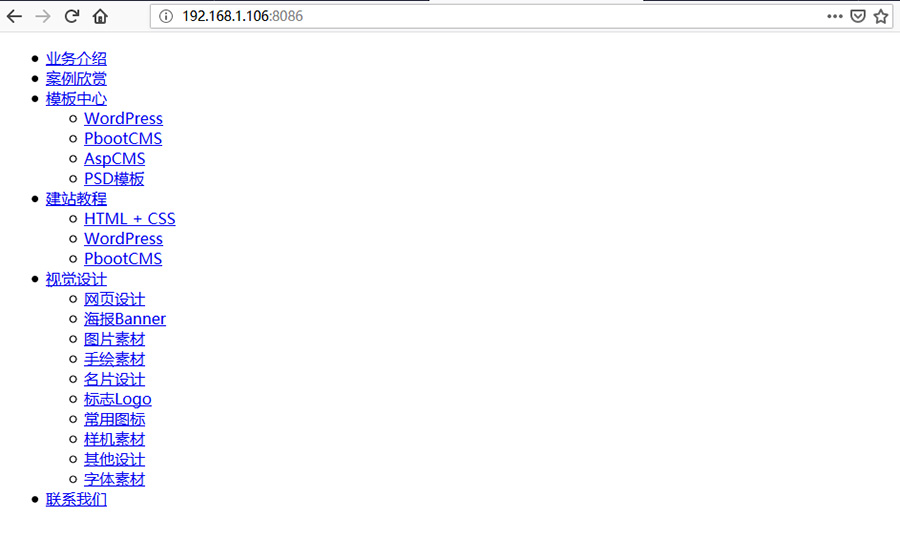 192.168.1.106:8086
业务介绍
案例欣赏
模板中心
WordPress
PbootCMS
AspCMS
PSD模板
建站教程
HTML + CSS
WordPress
PbootCMS
视觉设计
网页设计
海报Banner
图片素材
手绘素材
名片设计
标志Logo
常用图标
样机素材
其他设计
字体素材
联系我们